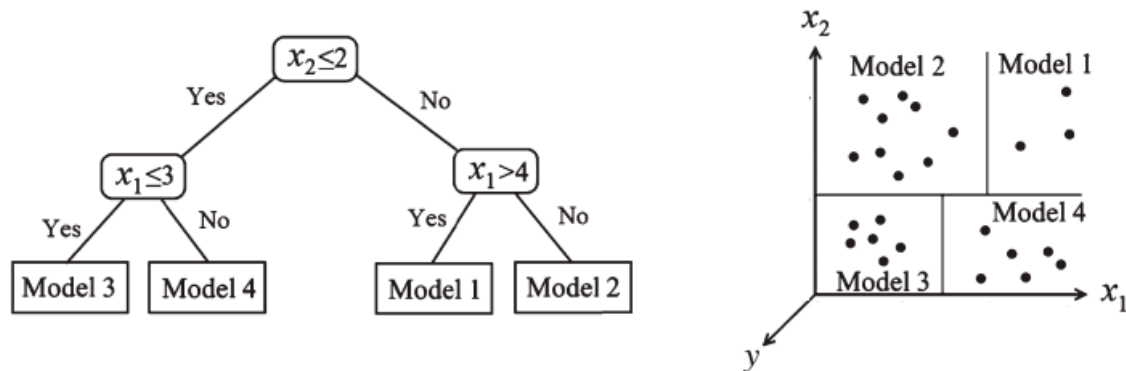 x₂≤2
Yes
No
x₁≤3
x₁>4
Yes
No
Yes
No
Model 3
Model 4
Model 1
Model 2
x₂
Model 2
Model 1
Model 4
Model 3
x₁
y